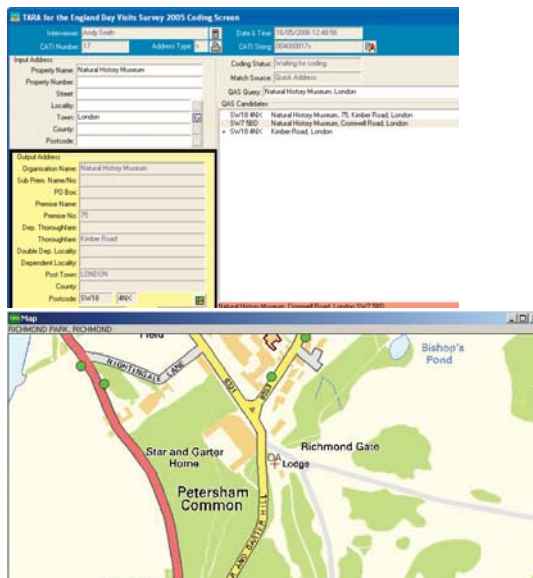 TARA for the England Day Visits Survey 2005 Coding Screen
Interviewer: Andy Smith
Date & Time: 16/05/2006 12:48:56
CATI Number: 17
Address Type: s
CATI String: 004000017s
Input Address
Property Name: Natural History Museum
Property Number:
Street:
Locality:
Town: London
County:
Postcode:
Coding Status: Waiting for coding
Match Source: Quick Address
QAS Query: Natural History Museum, London
QAS Candidates
SW18 4NX Natural History Museum, 75, Kimber Road, London
SW7 5BD Natural History Museum, Cromwell Road, London
SW18 4NX Kimber Road, London
Output Address
Organisation Name: Natural History Museum
Sub Prem. Name/No:
PO Box:
Premise Name:
Premise No: 75
Dep. Thoroughfare:
Thoroughfare: Kimber Road
Double Dep. Locality:
Dependent Locality:
Post Town: LONDON
County:
Postcode: SW18 4NX
Natural History Museum, Cromwell Road, London SW7 5BD
Map
RICHMOND PARK, RICHMOND
NIGHTINGALE LANE
B321
B353
Bishop's
Pond
Star and Garter
Home
Richmond Gate
OA
Lodge
Petersham
Common